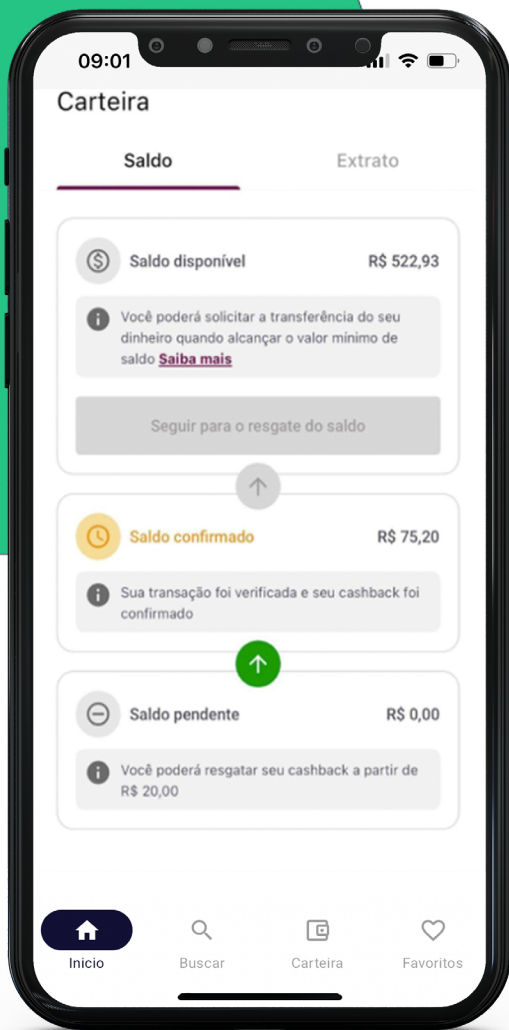 09:01
Carteira
Saldo
Extrato
Saldo disponível
R$ 522,93
Você poderá solicitar a transferência do seu
dinheiro quando alcançar o valor mínimo de
saldo Saiba mais
Seguir para o resgate do saldo
Saldo confirmado
R$ 75,20
Sua transação foi verificada e seu cashback foi
confirmado
Saldo pendente
R$ 0,00
Você poderá resgatar seu cashback a partir de
R$ 20,00
Inicio
Buscar
Carteira
Favoritos